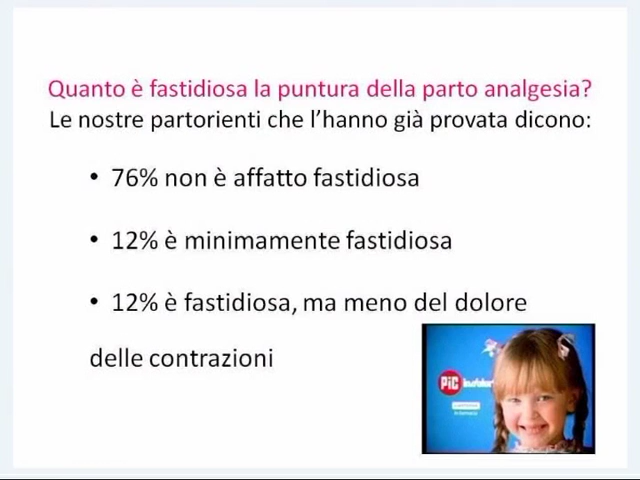 Quanto è fastidiosa la puntura della parto analgesia?
Le nostre partorienti che l'hanno già provata dicono:
• 76% non è affatto fastidiosa
• 12% è minimamente fastidiosa
• 12% è fastidiosa, ma meno del dolore
delle contrazioni
PiC